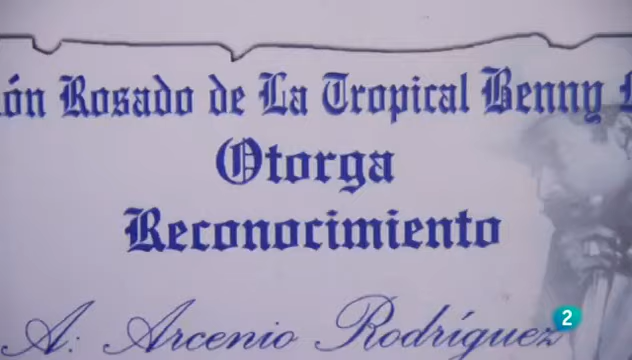 ón Rosado de La Tropical Benny
Otorga
Reconocimiento
A: Arcenio Rodríguez
2